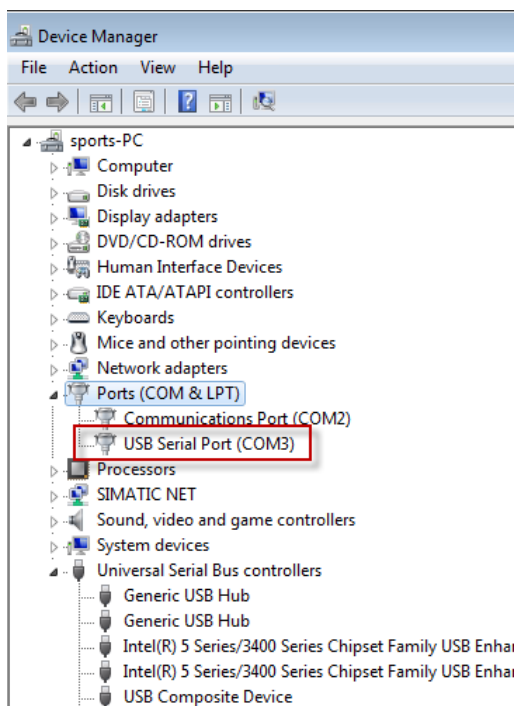 Device Manager
File Action View Help
sports-PC
Computer
Disk drives
Display adapters
DVD/CD-ROM drives
Human Interface Devices
IDE ATA/ATAPI controllers
Keyboards
Mice and other pointing devices
Network adapters
Ports (COM & LPT)
Communications Port (COM2)
USB Serial Port (COM3)
Processors
SIMATIC NET
Sound, video and game controllers
System devices
Universal Serial Bus controllers
Generic USB Hub
Generic USB Hub
Intel(R) 5 Series/3400 Series Chipset Family USB Enhan
Intel(R) 5 Series/3400 Series Chipset Family USB Enhan
USB Composite Device